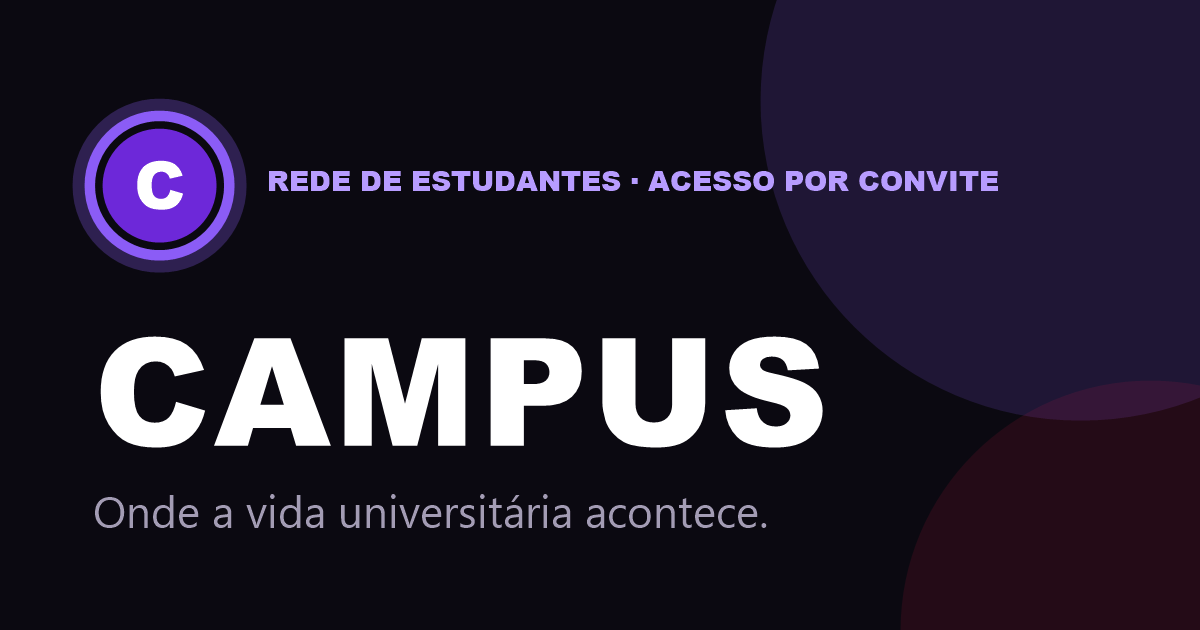 C
REDE DE ESTUDANTES · ACESSO POR CONVITE
CAMPUS
Onde a vida universitária acontece.